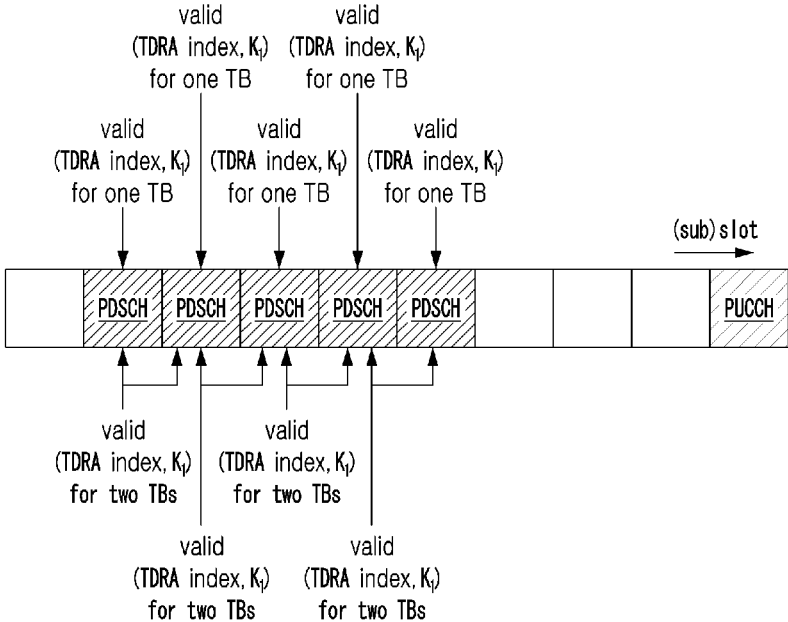 valid
(TDRA index, K₁)
for one TB
valid
(TDRA index, K₁)
for one TB
valid
(TDRA index, K₁)
for one TB
valid
(TDRA index, K₁)
for one TB
valid
(TDRA index, K₁)
for one TB
(sub)slot
PDSCH PDSCH PDSCH PDSCH PDSCH PUCCH
valid
(TDRA index, K₁)
for two TBs
valid
(TDRA index, K₁)
for two TBs
valid
(TDRA index, K₁)
for two TBs
valid
(TDRA index, K₁)
for two TBs